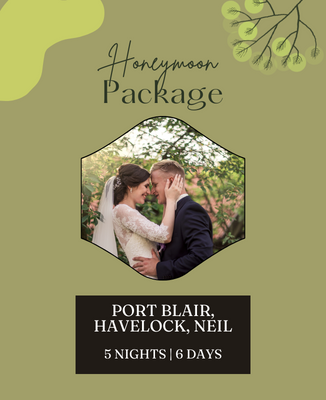 Honeymoon
Package
PORT BLAIR,
HAVELOCK, NEIL
5 NIGHTS | 6 DAYS